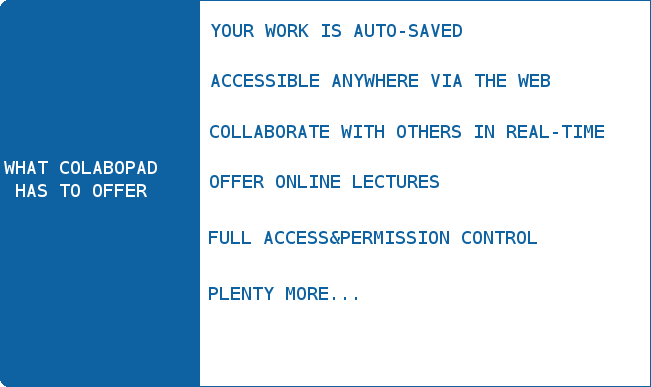 WHAT COLABOPAD
HAS TO OFFER
YOUR WORK IS AUTO-SAVED
ACCESSIBLE ANYWHERE VIA THE WEB
COLLABORATE WITH OTHERS IN REAL-TIME
OFFER ONLINE LECTURES
FULL ACCESS&PERMISSION CONTROL
PLENTY MORE...